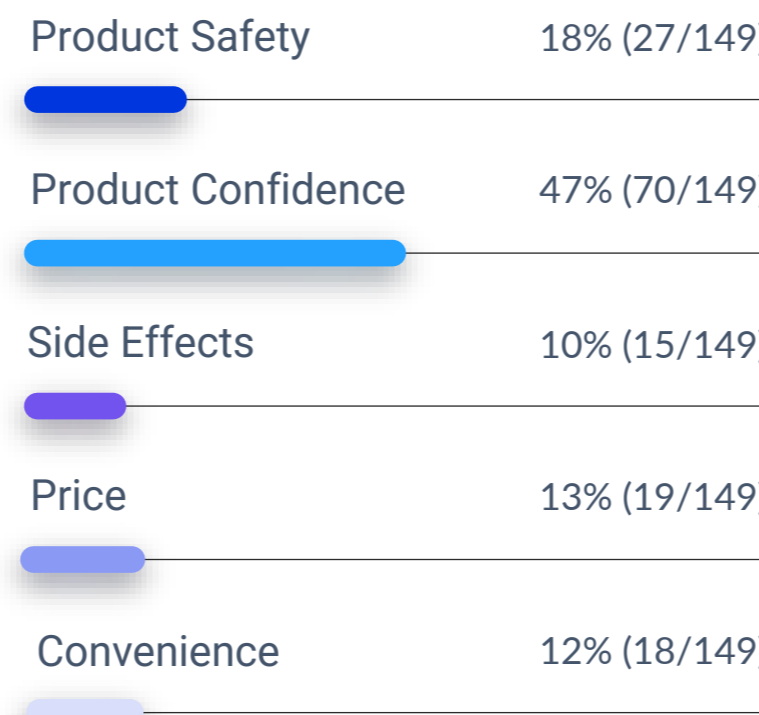 Product Safety 18% (27/149)
Product Confidence 47% (70/149)
Side Effects 10% (15/149)
Price 13% (19/149)
Convenience 12% (18/149)